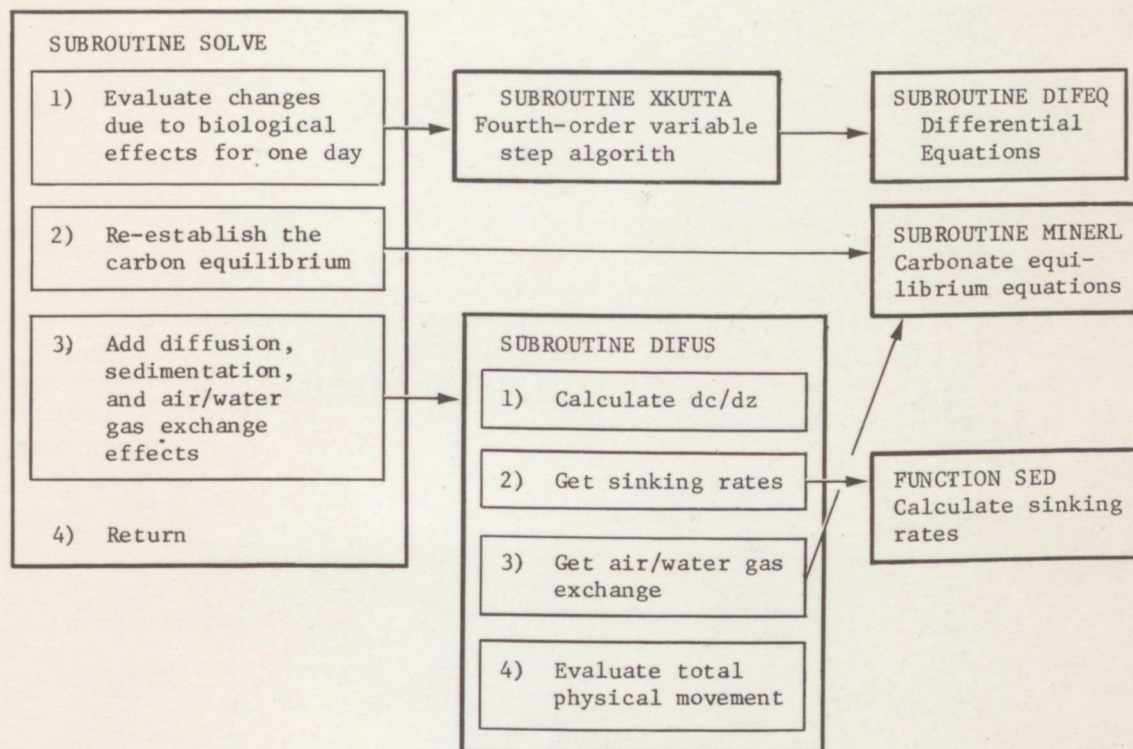 SUBROUTINE SOLVE
1) Evaluate changes
due to biological
effects for one day
2) Re-establish the
carbon equilibrium
3) Add diffusion,
sedimentation,
and air/water
gas exchange
effects
4) Return
SUBROUTINE XKUTTA
Fourth-order variable
step algorith
SUBROUTINE DIFEQ
Differential
Equations
SUBROUTINE MINERL
Carbonate equi-
librium equations
SUBROUTINE DIFUS
1) Calculate dc/dz
2) Get sinking rates
3) Get air/water gas
exchange
4) Evaluate total
physical movement
FUNCTION SED
Calculate sinking
rates